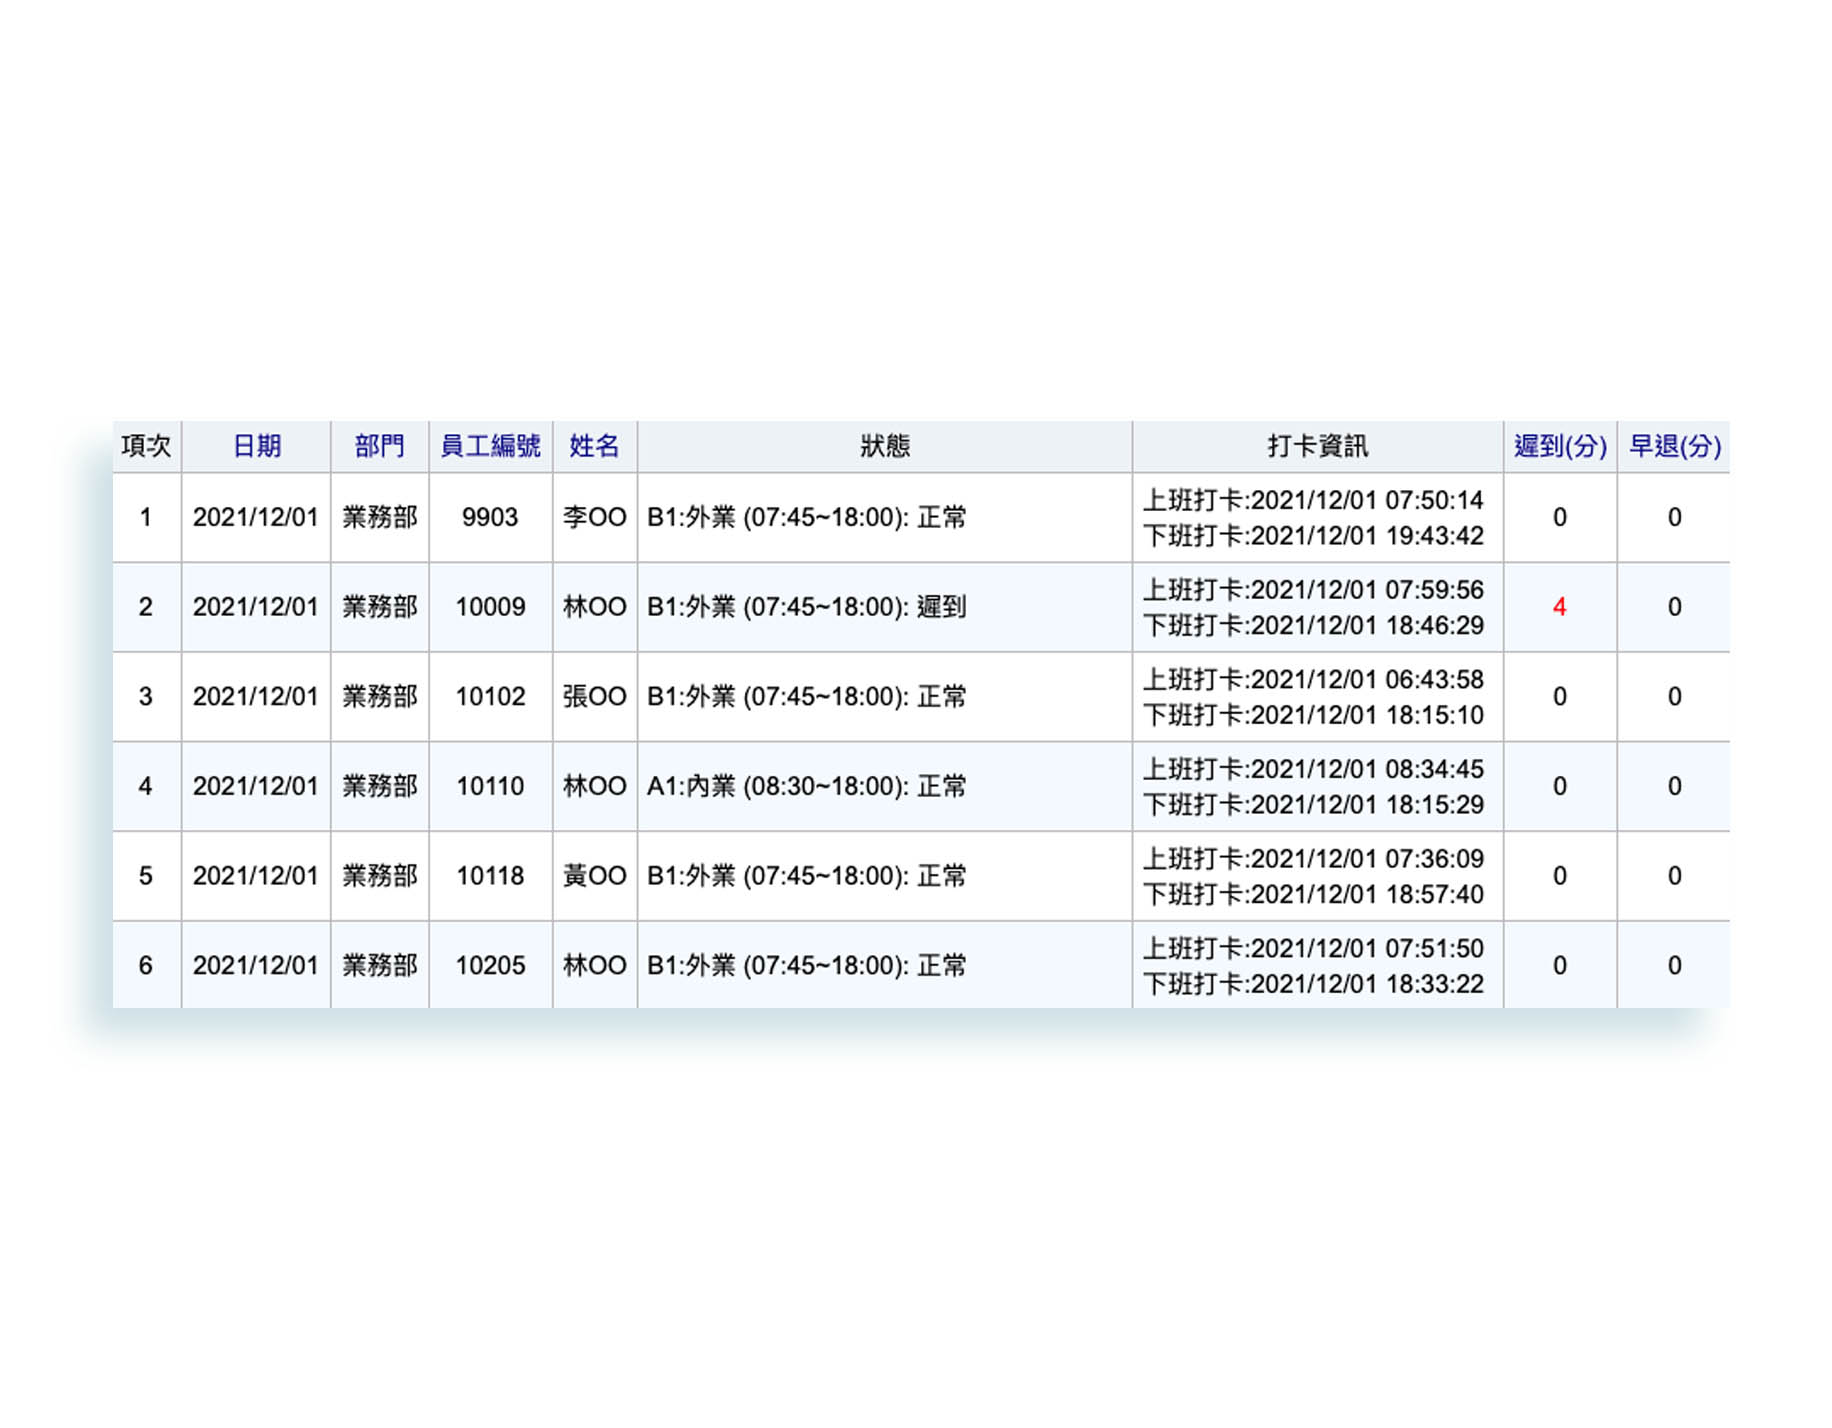 項次 日期 部門 員工編號 姓名 狀態 打卡資訊 遲到(分) 早退(分)
1 2021/12/01 業務部 9903 李OO B1:外業 (07:45~18:00): 正常 上班打卡:2021/12/01 07:50:14 0 0
下班打卡:2021/12/01 19:43:42
2 2021/12/01 業務部 10009 林OO B1:外業 (07:45~18:00): 遲到 上班打卡:2021/12/01 07:59:56 4 0
下班打卡:2021/12/01 18:46:29
3 2021/12/01 業務部 10102 張OO B1:外業 (07:45~18:00): 正常 上班打卡:2021/12/01 06:43:58 0 0
下班打卡:2021/12/01 18:15:10
4 2021/12/01 業務部 10110 林OO A1:內業 (08:30~18:00): 正常 上班打卡:2021/12/01 08:34:45 0 0
下班打卡:2021/12/01 18:15:29
5 2021/12/01 業務部 10118 黃OO B1:外業 (07:45~18:00): 正常 上班打卡:2021/12/01 07:36:09 0 0
下班打卡:2021/12/01 18:57:40
6 2021/12/01 業務部 10205 林OO B1:外業 (07:45~18:00): 正常 上班打卡:2021/12/01 07:51:50 0 0
下班打卡:2021/12/01 18:33:22